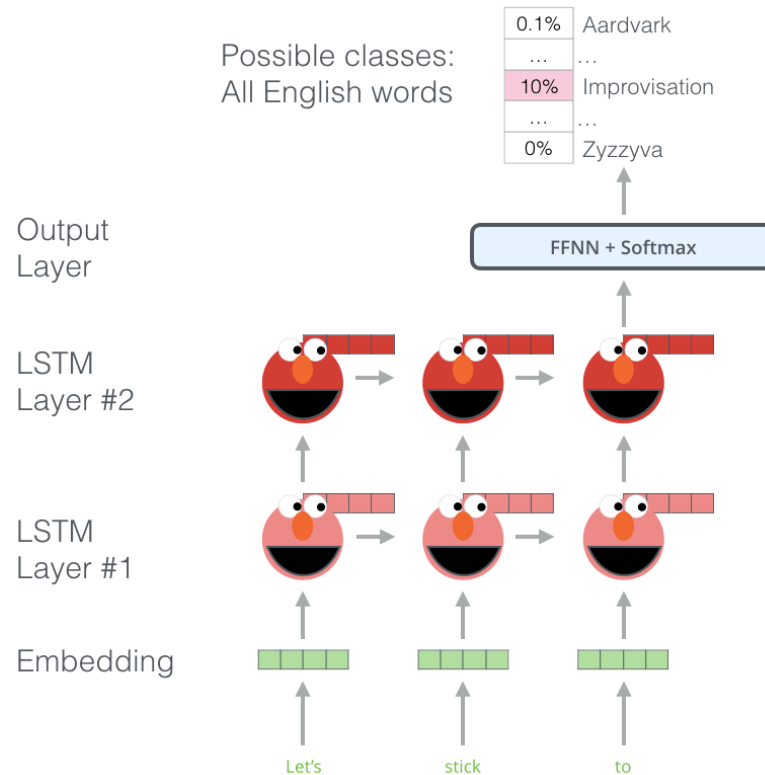 Possible classes:
All English words
0.1% Aardvark
... ...
10% Improvisation
... ...
0% Zyzzyva
Output
Layer
FFNN + Softmax
LSTM
Layer #2
LSTM
Layer #1
Embedding
Let's stick to